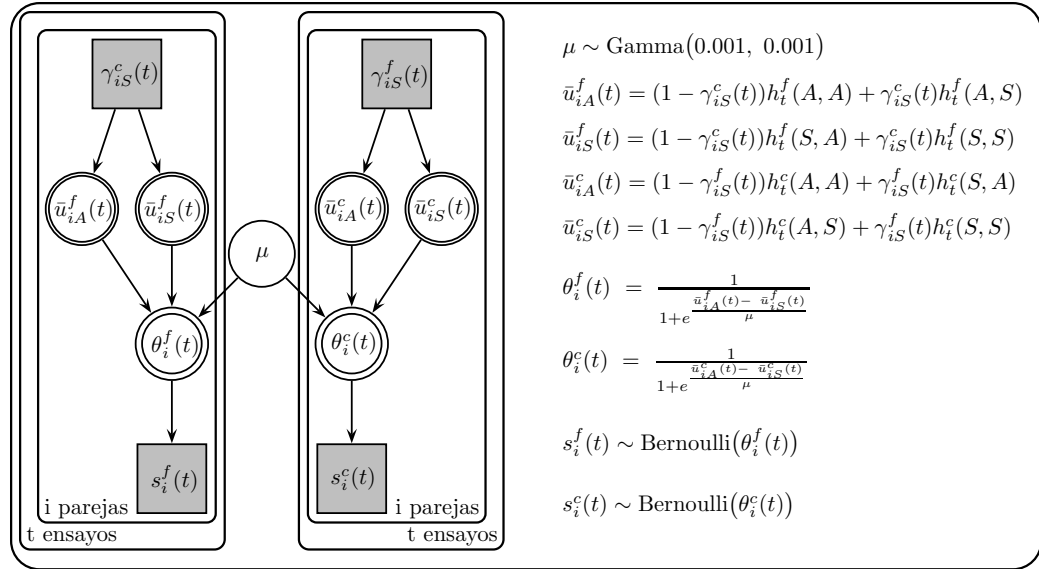 γ^c_{iS}(t)
ū^f_{iA}(t) ū^f_{iS}(t)
θ^f_i(t)
s^f_i(t)
i parejas
t ensayos
μ
γ^f_{iS}(t)
ū^c_{iA}(t) ū^c_{iS}(t)
θ^c_i(t)
s^c_i(t)
i parejas
t ensayos
μ ∼ Gamma(0.001, 0.001)
ū^f_{iA}(t) = (1 − γ^c_{iS}(t))h^f_t(A, A) + γ^c_{iS}(t)h^f_t(A, S)
ū^f_{iS}(t) = (1 − γ^c_{iS}(t))h^f_t(S, A) + γ^c_{iS}(t)h^f_t(S, S)
ū^c_{iA}(t) = (1 − γ^f_{iS}(t))h^c_t(A, A) + γ^f_{iS}(t)h^c_t(S, A)
ū^c_{iS}(t) = (1 − γ^f_{iS}(t))h^c_t(A, S) + γ^f_{iS}(t)h^c_t(S, S)
θ^f_i(t) = \frac{1}{1+e^{\frac{ū^f_{iA}(t) − ū^f_{iS}(t)}{μ}}}
θ^c_i(t) = \frac{1}{1+e^{\frac{ū^c_{iA}(t) − ū^c_{iS}(t)}{μ}}}
s^f_i(t) ∼ Bernoulli(θ^f_i(t))
s^c_i(t) ∼ Bernoulli(θ^c_i(t))